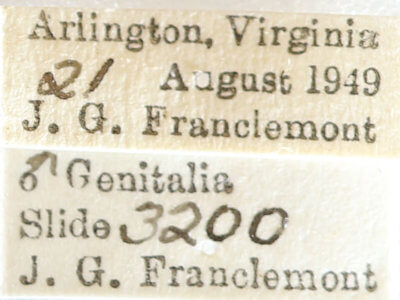 Arlington, Virginia
21 August 1949
J. G. Franclemont
♂ Genitalia
Slide 3200
J. G. Franclemont